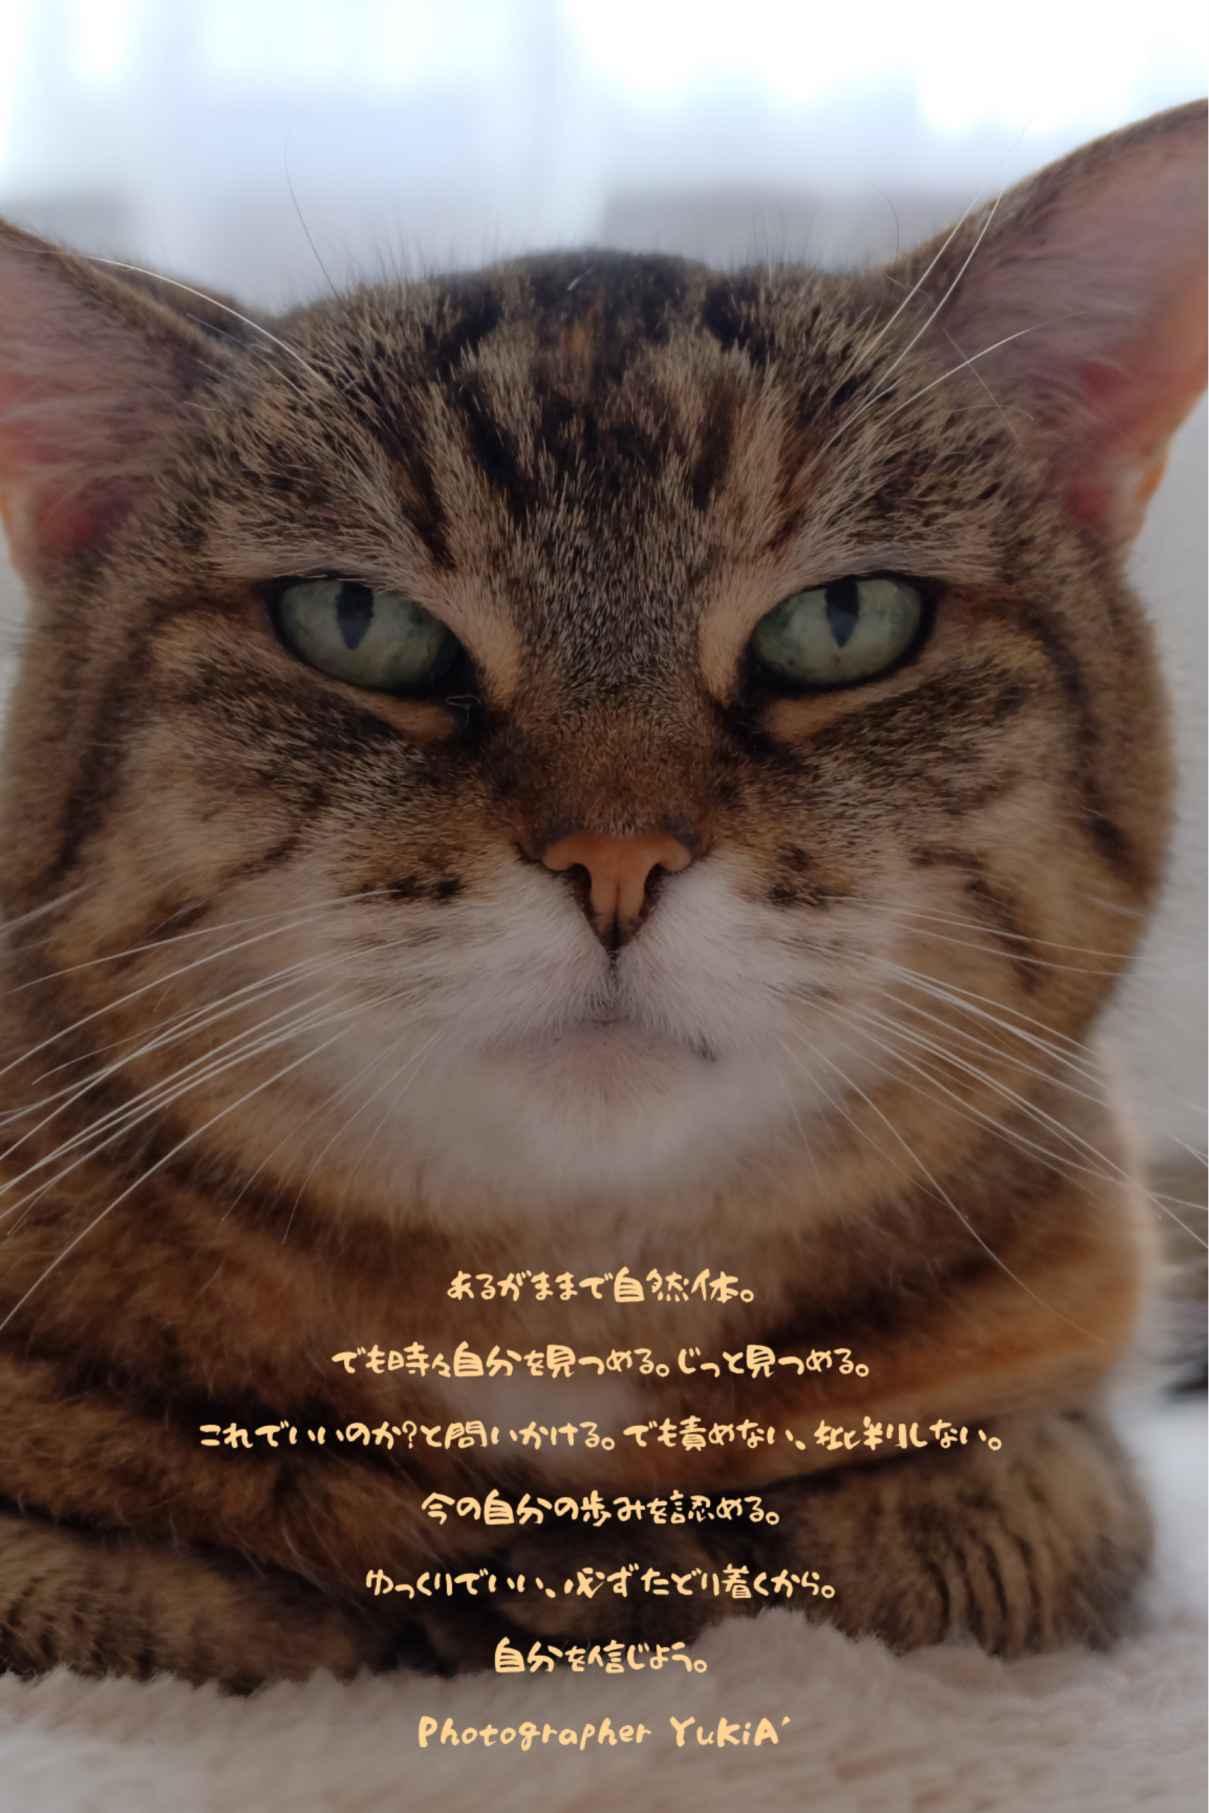 あるがままで自然体。
でも時々自分を見つめる。じっと見つめる。
これでいいのか?と問いかける。でも責めない、批判しない。
今の自分の歩みを認める。
ゆっくりでいい、必ずたどり着くから。
自分を信じよう。
Photographer YukiA'